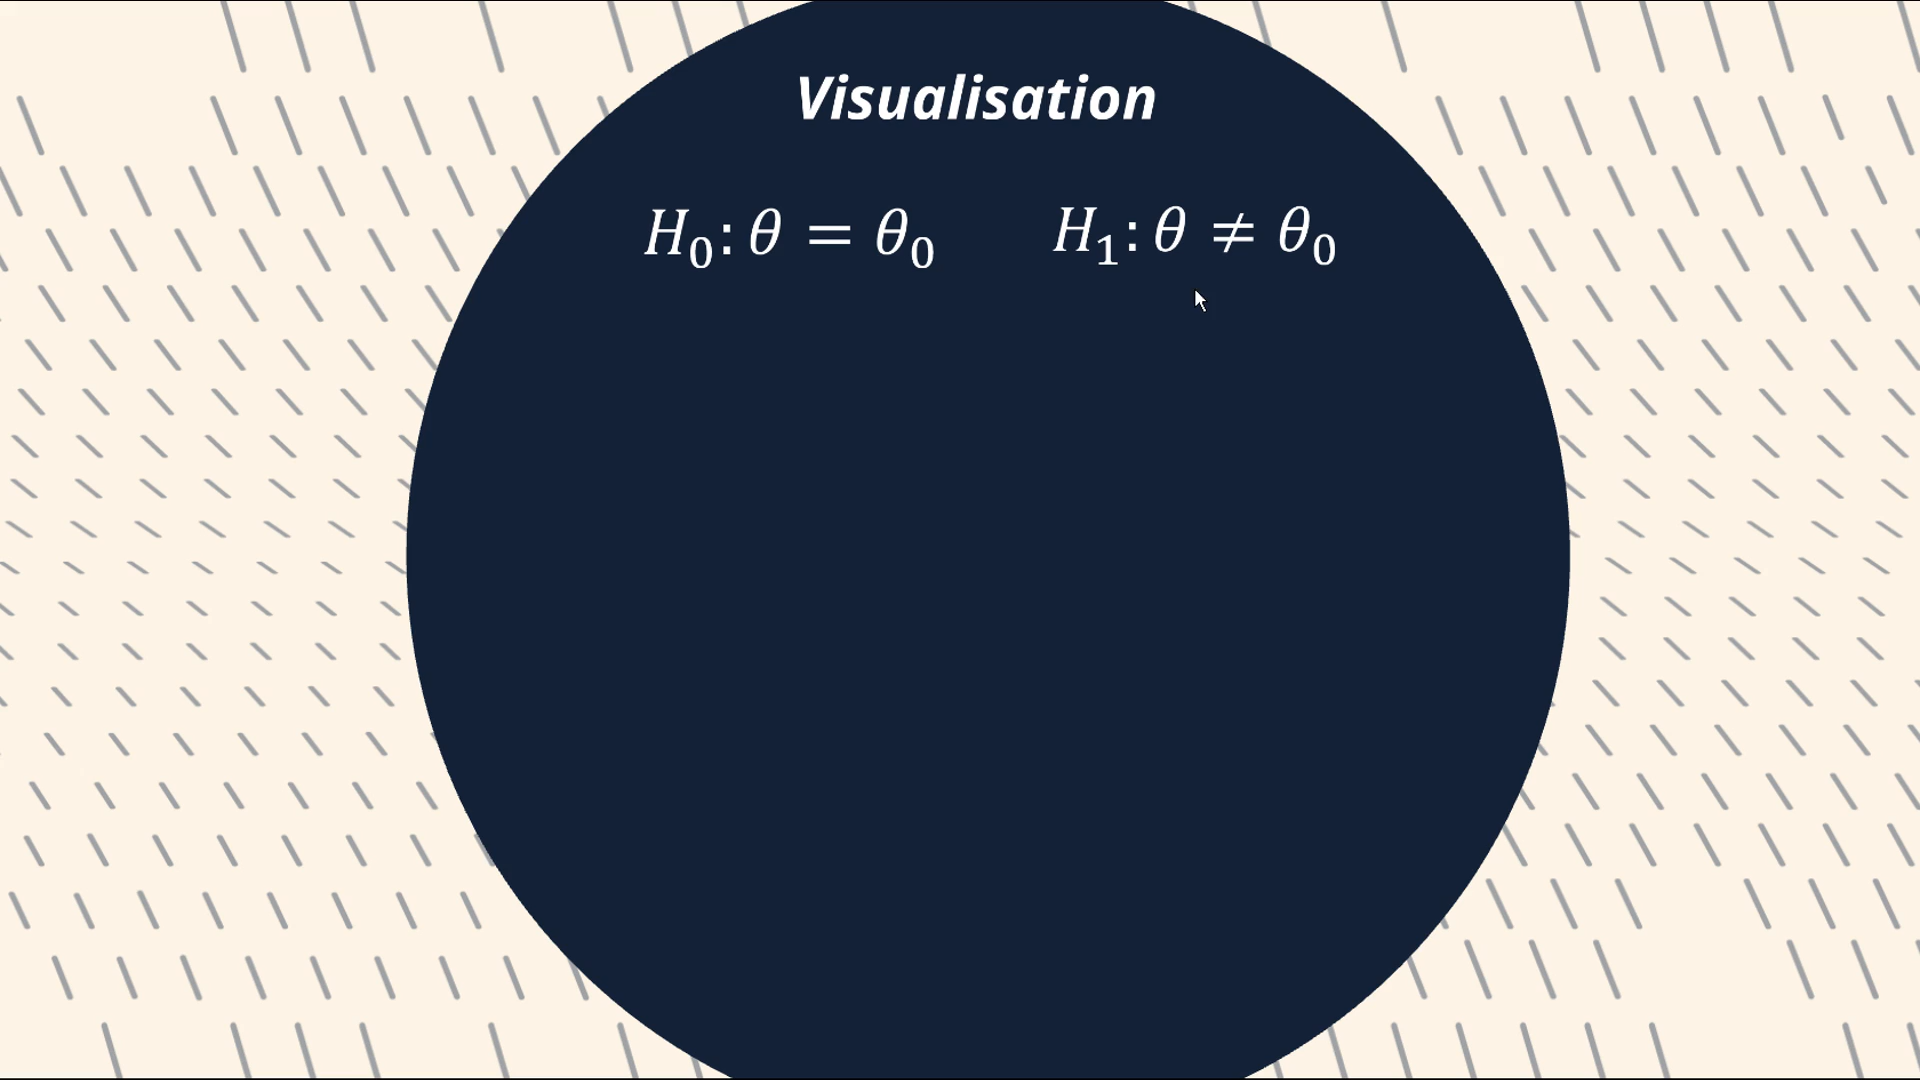 Visualisation
H₀: θ = θ₀ H₁: θ ≠ θ₀